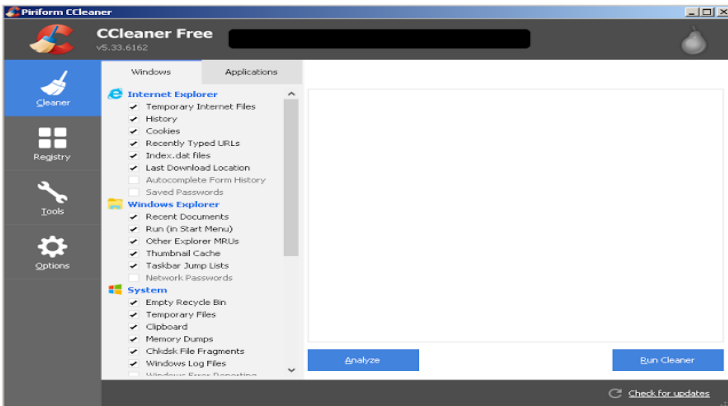 Piriform CCleaner
CCleaner Free
v5.33.6162
Cleaner
Registry
Tools
Options
Windows Applications
Internet Explorer
Temporary Internet Files
History
Cookies
Recently Typed URLs
Index.dat files
Last Download Location
Autocomplete Form History
Saved Passwords
Windows Explorer
Recent Documents
Run (in Start Menu)
Other Explorer MRUs
Thumbnail Cache
Taskbar Jump Lists
Network Passwords
System
Empty Recycle Bin
Temporary Files
Clipboard
Memory Dumps
Chkdsk File Fragments
Windows Log Files
Windows Error Reporting
Analyze Run Cleaner
Check for updates